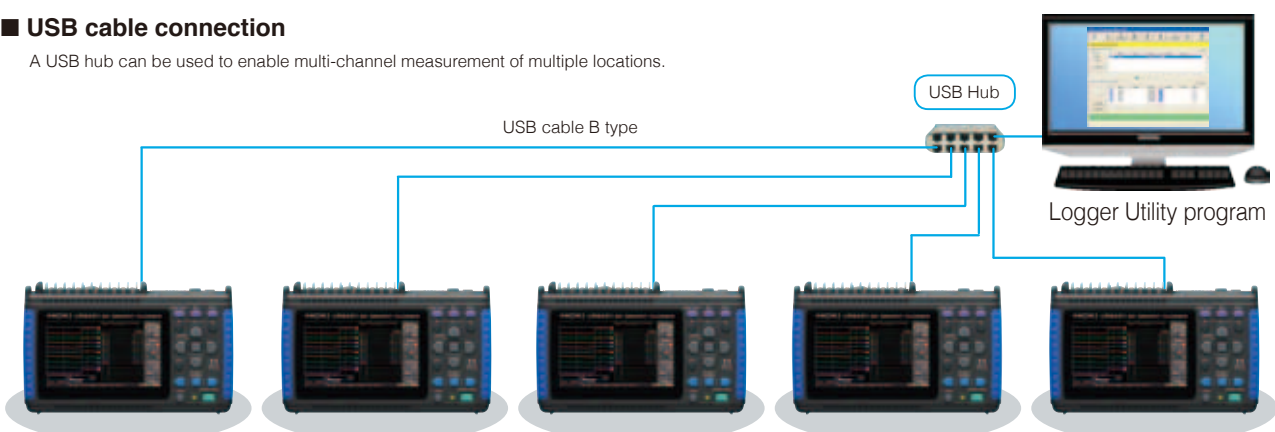 ■ USB cable connection
A USB hub can be used to enable multi-channel measurement of multiple locations.
USB Hub
USB cable B type
Logger Utility program